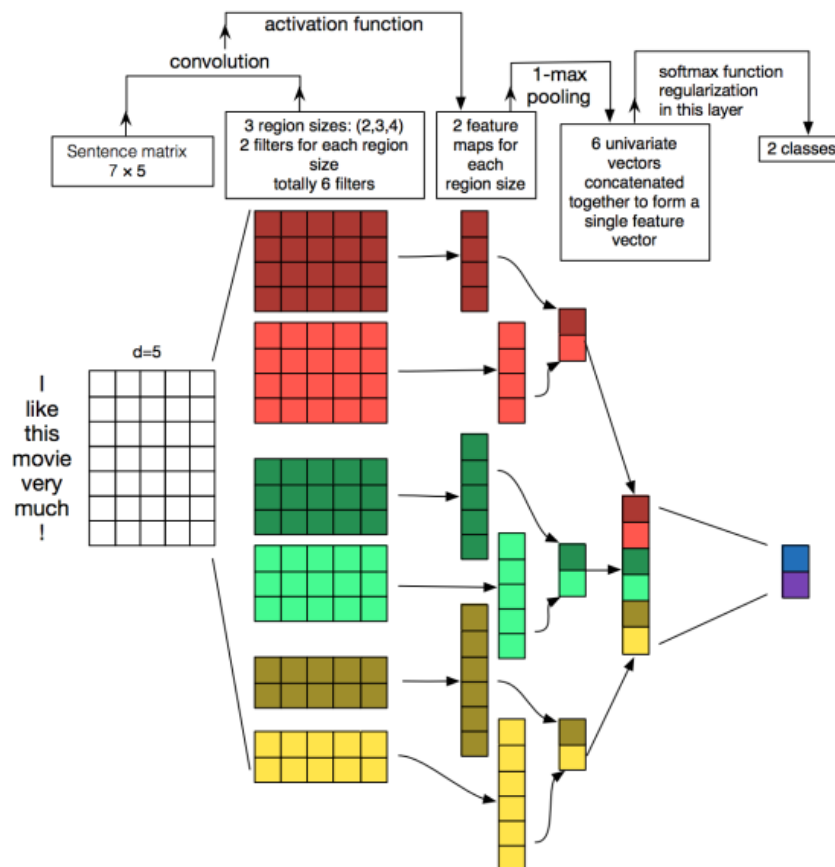 activation function
convolution
1-max
pooling
softmax function
regularization
in this layer
Sentence matrix
7 × 5
3 region sizes: (2,3,4)
2 filters for each region
size
totally 6 filters
2 feature
maps for
each
region size
6 univariate
vectors
concatenated
together to form a
single feature
vector
2 classes
d=5
I
like
this
movie
very
much
!